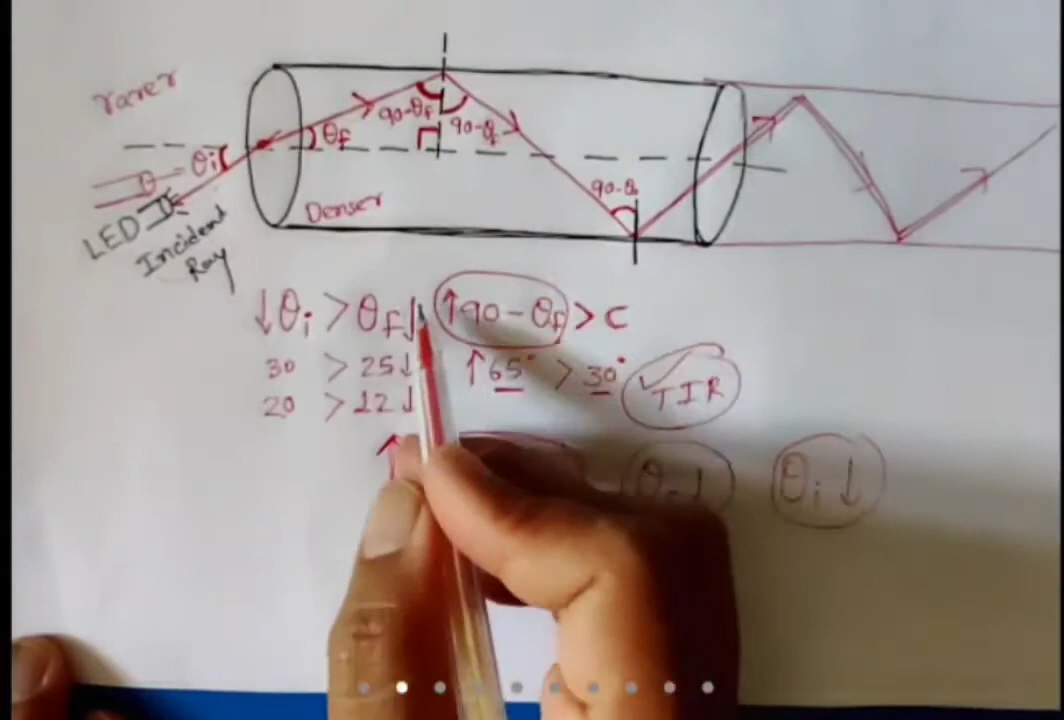 rarer
θi
θf
90-θf
90-θf
90-θ
LED
Incident
Ray
Denser
↓θi > θf↓ ↑90-θf > C
30 > 25↓ ↑65° > 30° ✓TIR
20 > 12↓
↑ θi↓ θi↓